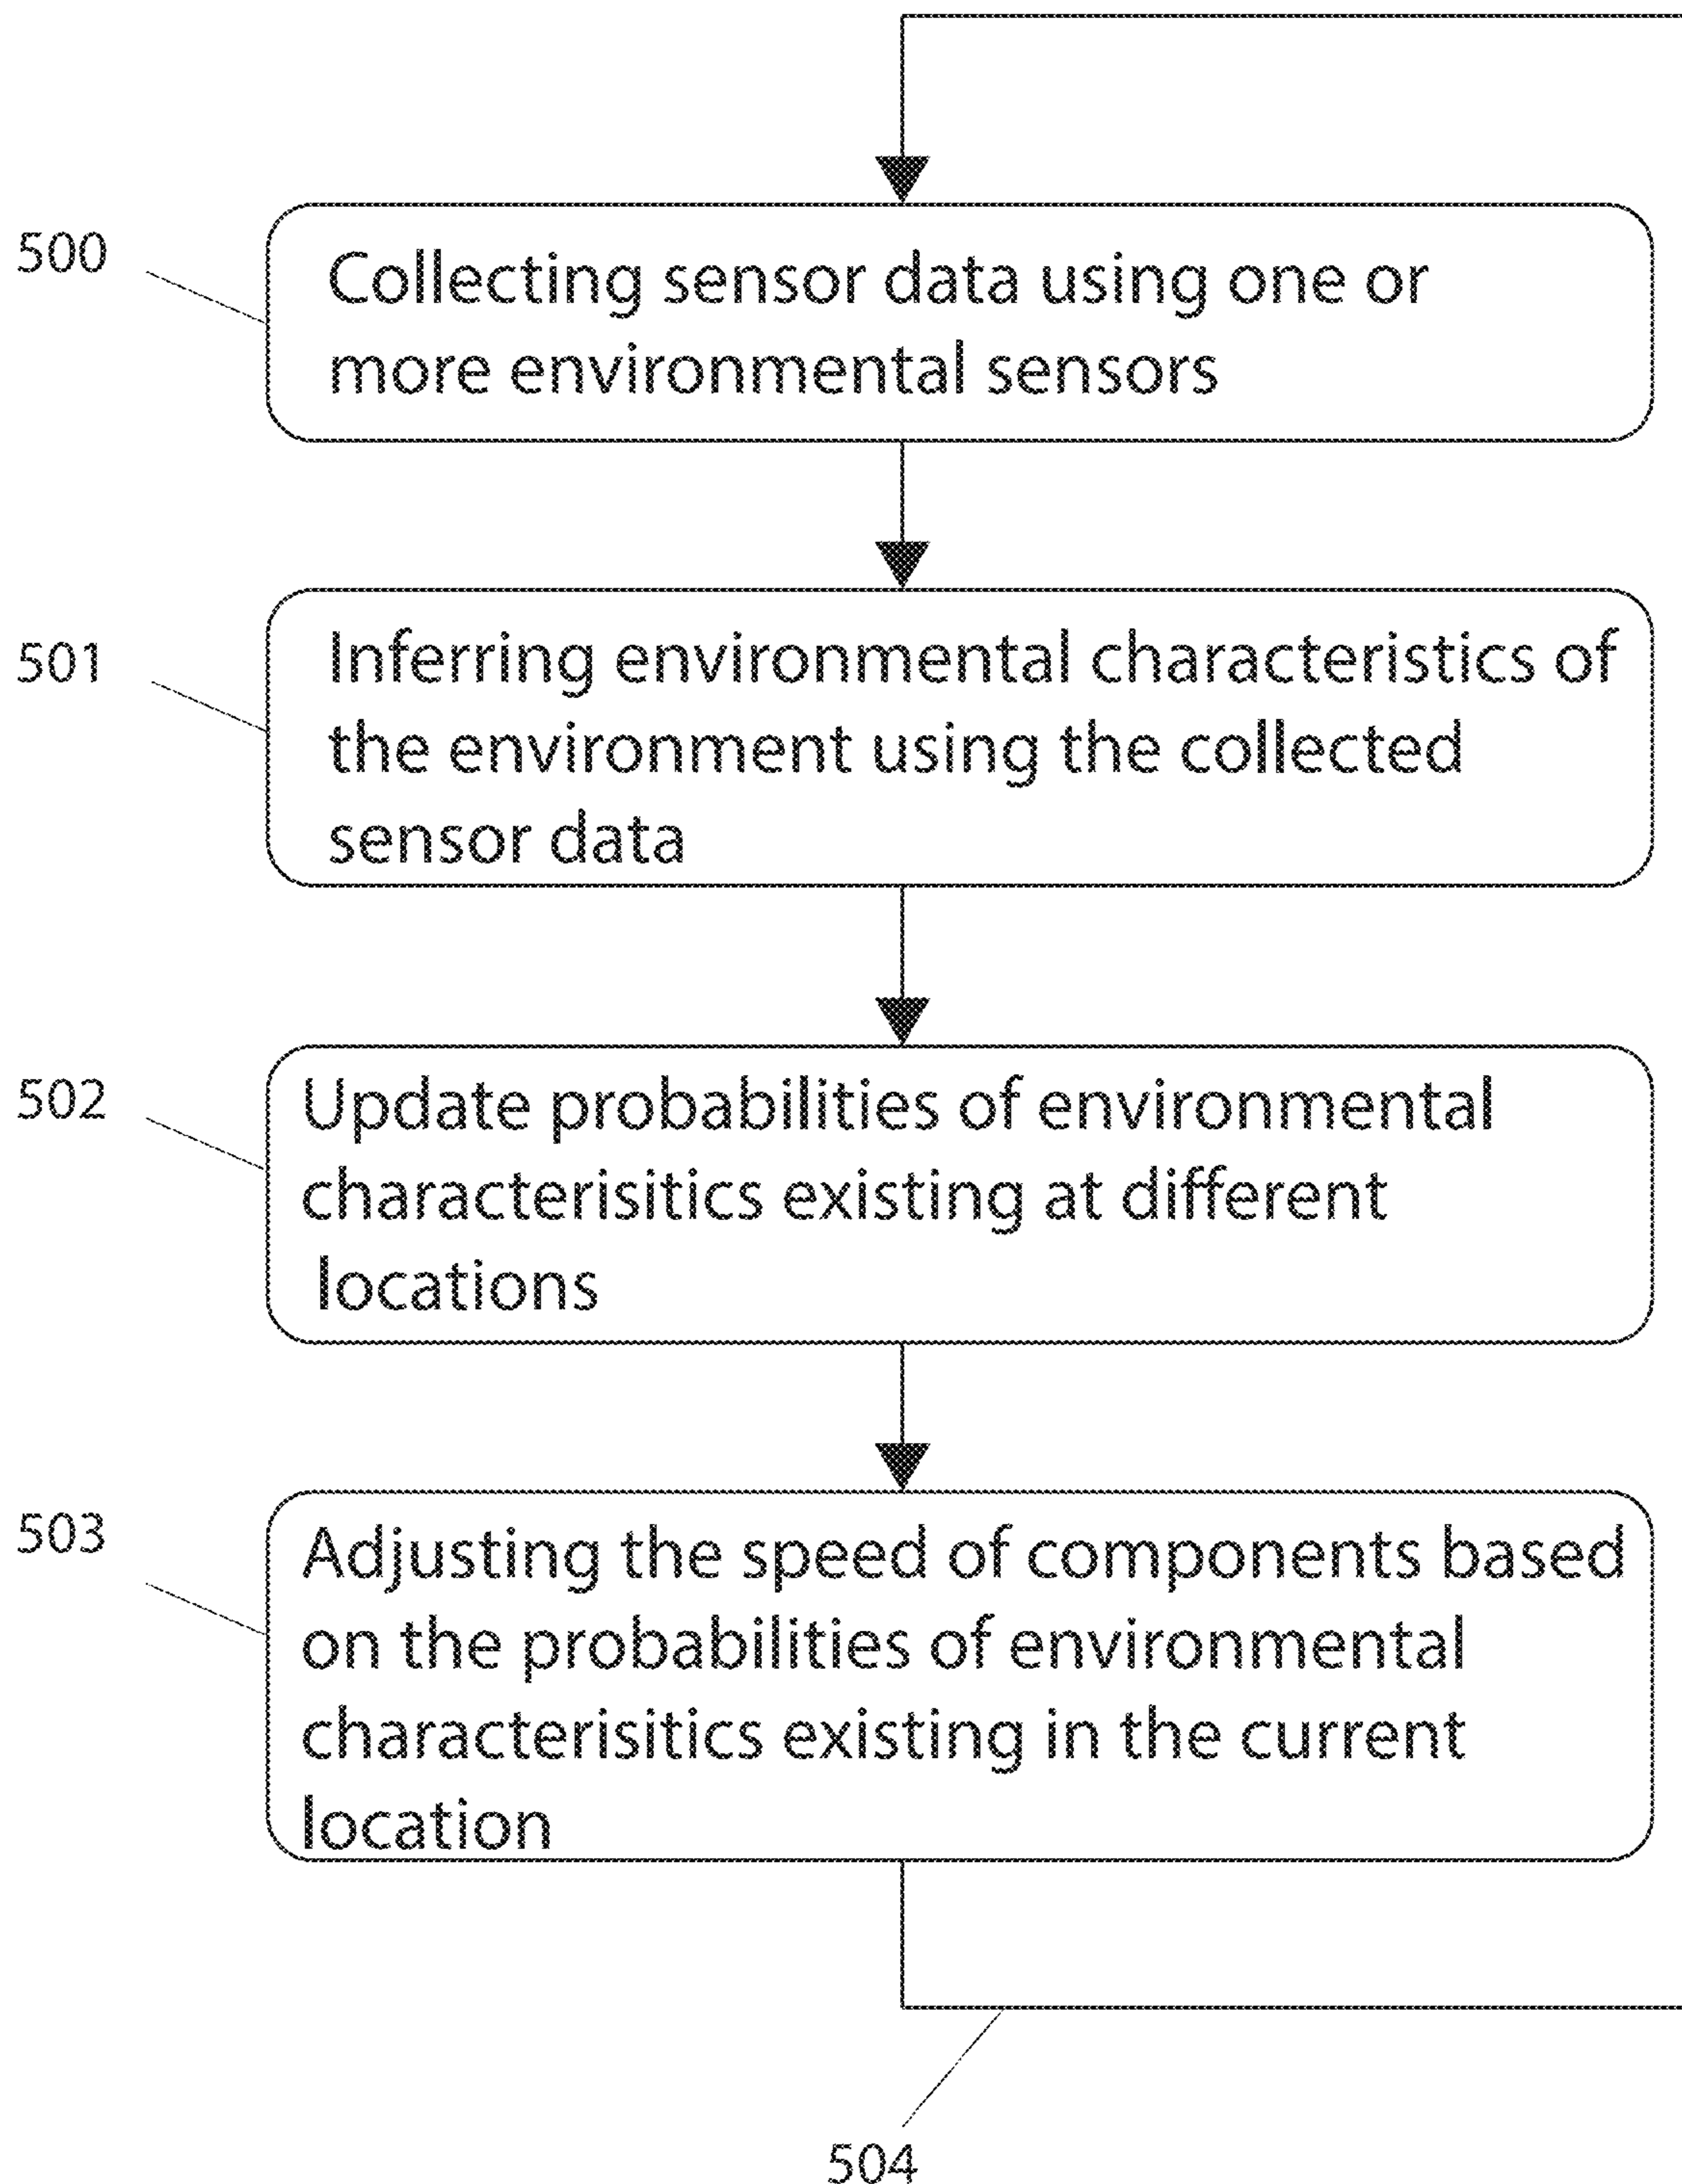 500
Collecting sensor data using one or
more environmental sensors
501
Inferring environmental characteristics of
the environment using the collected
sensor data
502
Update probabilities of environmental
characterisitics existing at different
locations
503
Adjusting the speed of components based
on the probabilities of environmental
characterisitics existing in the current
location
504